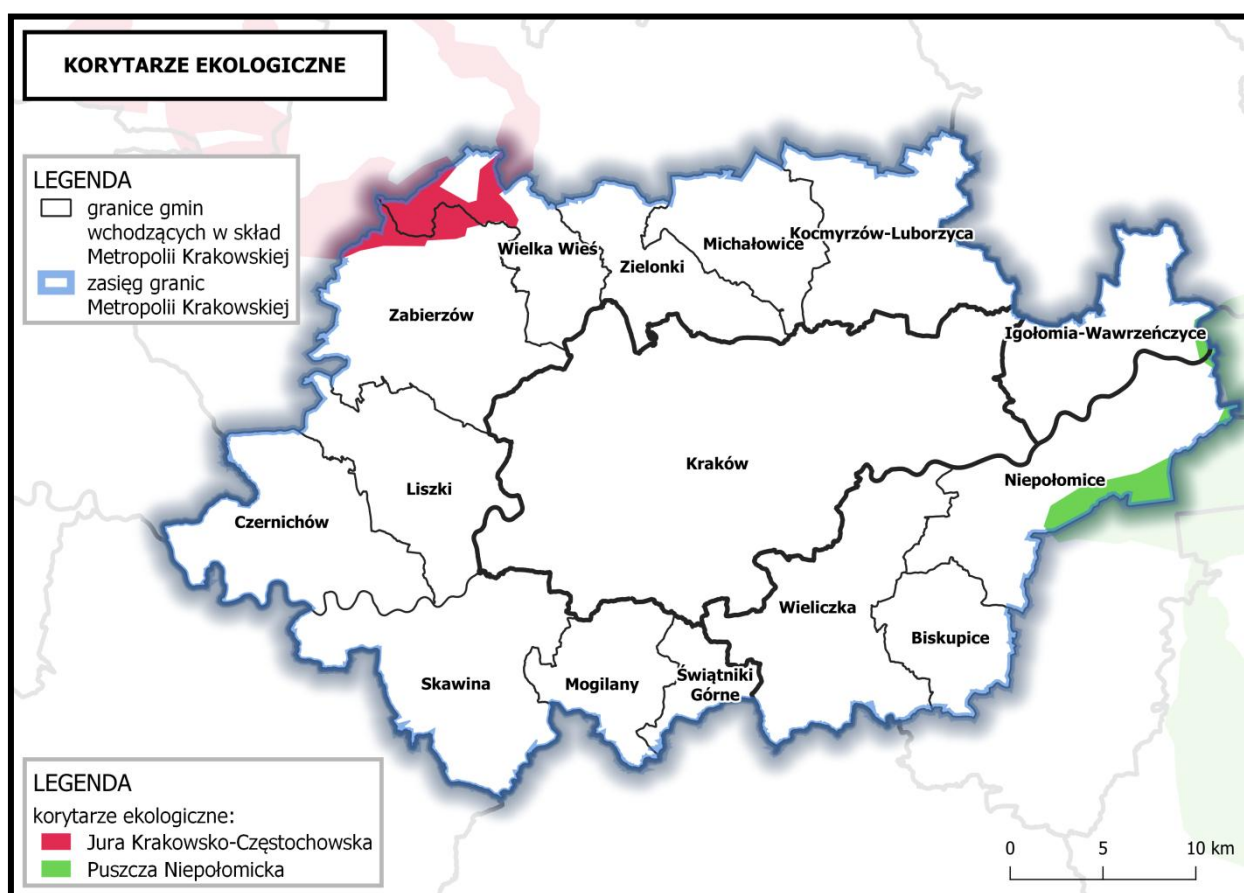 KORYTARZE EKOLOGICZNE
LEGENDA
granice gmin
wchodzących w skład
Metropolii Krakowskiej
zasięg granic
Metropolii Krakowskiej
Wielka Wieś
Zielonki
Michałowice
Kocmyrzów-Luborzyca
Zabierzów
Igołomia-Wawrzeńczyce
Kraków
Niepołomice
Liszki
Czernichów
Wieliczka
Biskupice
Skawina
Mogilany
Świątniki
Górne
LEGENDA
korytarze ekologiczne:
Jura Krakowsko-Częstochowska
Puszcza Niepołomicka
0 5 10 km